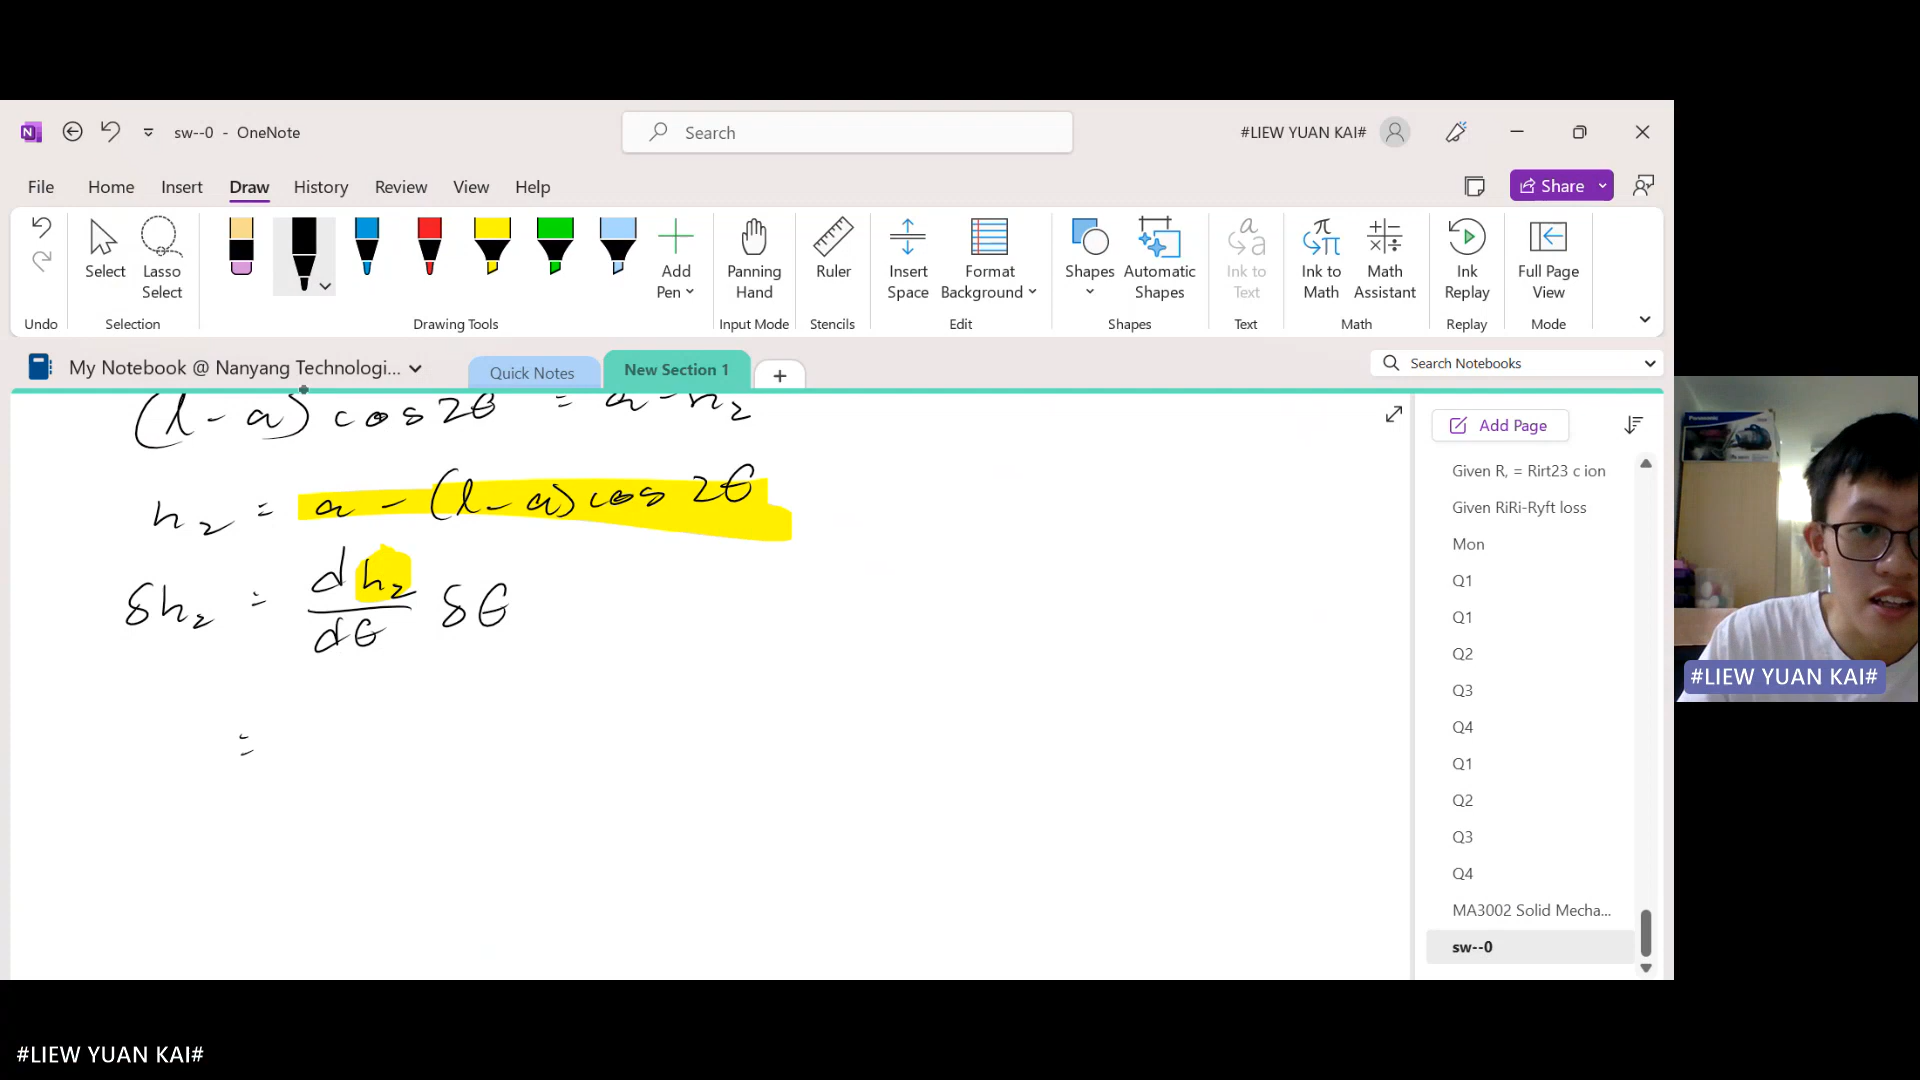 sw--0 - OneNote
Search
#LIEW YUAN KAI#
File Home Insert Draw History Review View Help
Share
Select
Lasso Select
Add Pen
Panning Hand
Ruler
Insert Space
Format Background
Shapes
Automatic Shapes
Ink to Text
Ink to Math
Math Assistant
Ink Replay
Full Page View
Undo
Selection
Drawing Tools
Input Mode
Stencils
Edit
Shapes
Text
Math
Replay
Mode
My Notebook @ Nanyang Technologi...
Quick Notes
New Section 1
+
Search Notebooks
(l - a) cos 2θ = a - h₂
h₂ = a - (l - a) cos 2θ
δh₂ = dh₂/dθ δθ
=
Add Page
Given R, = Rirt23 c ion
Given RiRi-Ryft loss
Mon
Q1
Q1
Q2
Q3
Q4
Q1
Q2
Q3
Q4
MA3002 Solid Mecha...
sw--0
Panasonic
#LIEW YUAN KAI#
#LIEW YUAN KAI#